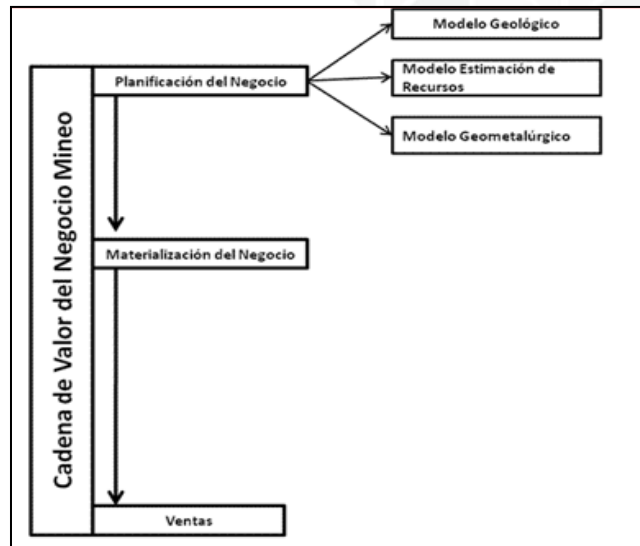 Modelo Geológico
Planificación del Negocio
Modelo Estimación de
Recursos
Modelo Geometalúrgico
Cadena de Valor del Negocio Mineo
Materialización del Negocio
Ventas